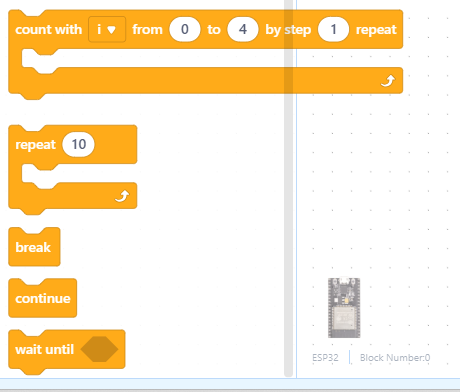 count with i ▼ from 0 to 4 by step 1 repeat
repeat 10
break
continue
wait until
ESP32 | Block Number:0